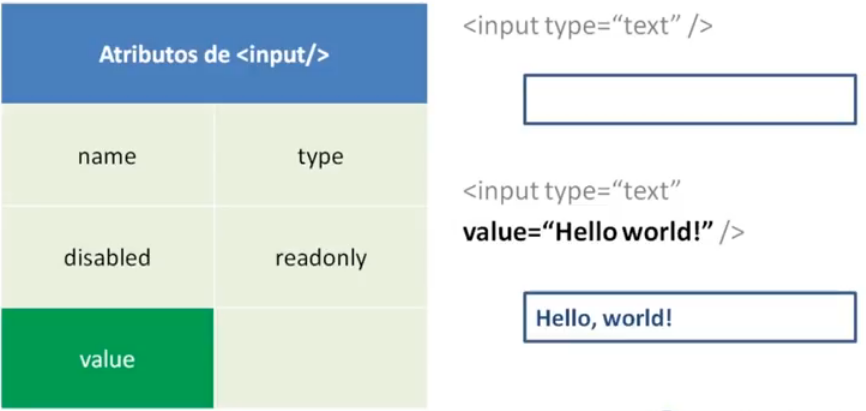 Atributos de <input/>
name type
disabled readonly
value
<input type=“text” />
<input type=“text”
value=“Hello world!” />
Hello, world!